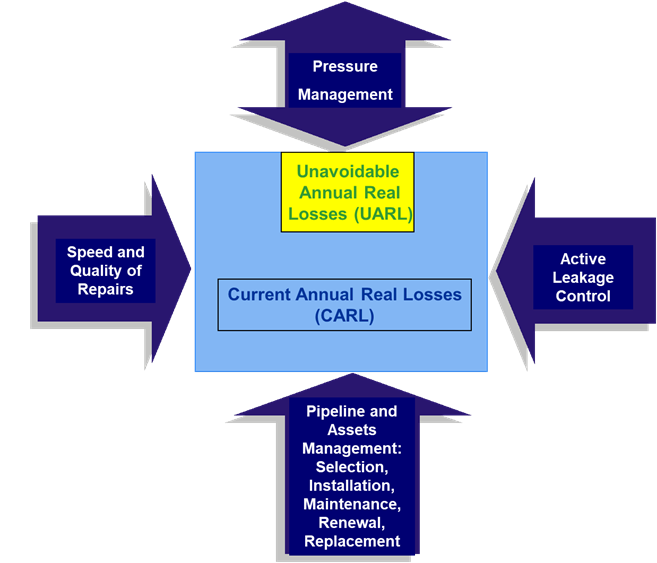 Pressure
Management
Unavoidable
Annual Real
Losses (UARL)
Speed and
Quality of
Repairs
Active
Leakage
Control
Current Annual Real Losses
(CARL)
Pipeline and
Assets
Management:
Selection,
Installation,
Maintenance,
Renewal,
Replacement